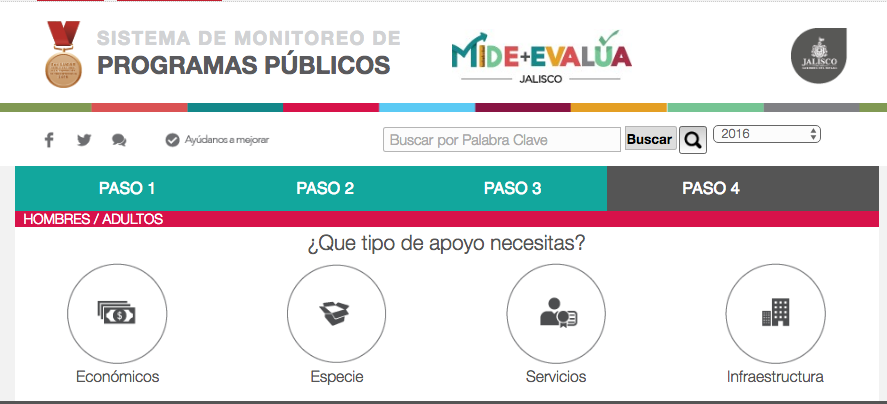 SISTEMA DE MONITOREO DE
PROGRAMAS PÚBLICOS
MIDE+EVALÚA
JALISCO
JALISCO
Ayúdanos a mejorar
Buscar por Palabra Clave
Buscar
2016
PASO 1
PASO 2
PASO 3
PASO 4
HOMBRES / ADULTOS
¿Que tipo de apoyo necesitas?
Económicos
Especie
Servicios
Infraestructura